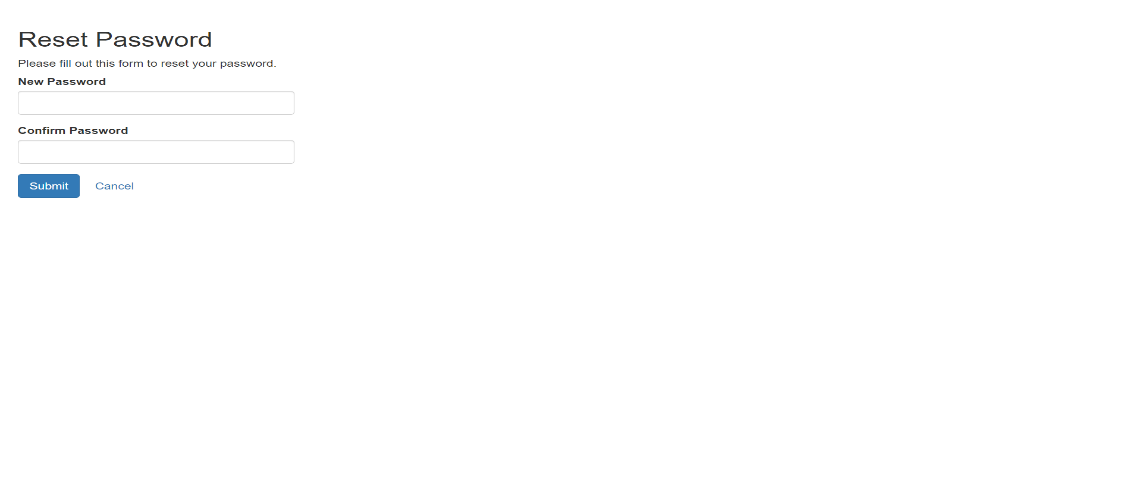 Reset Password
Please fill out this form to reset your password.
New Password
Confirm Password
Submit Cancel